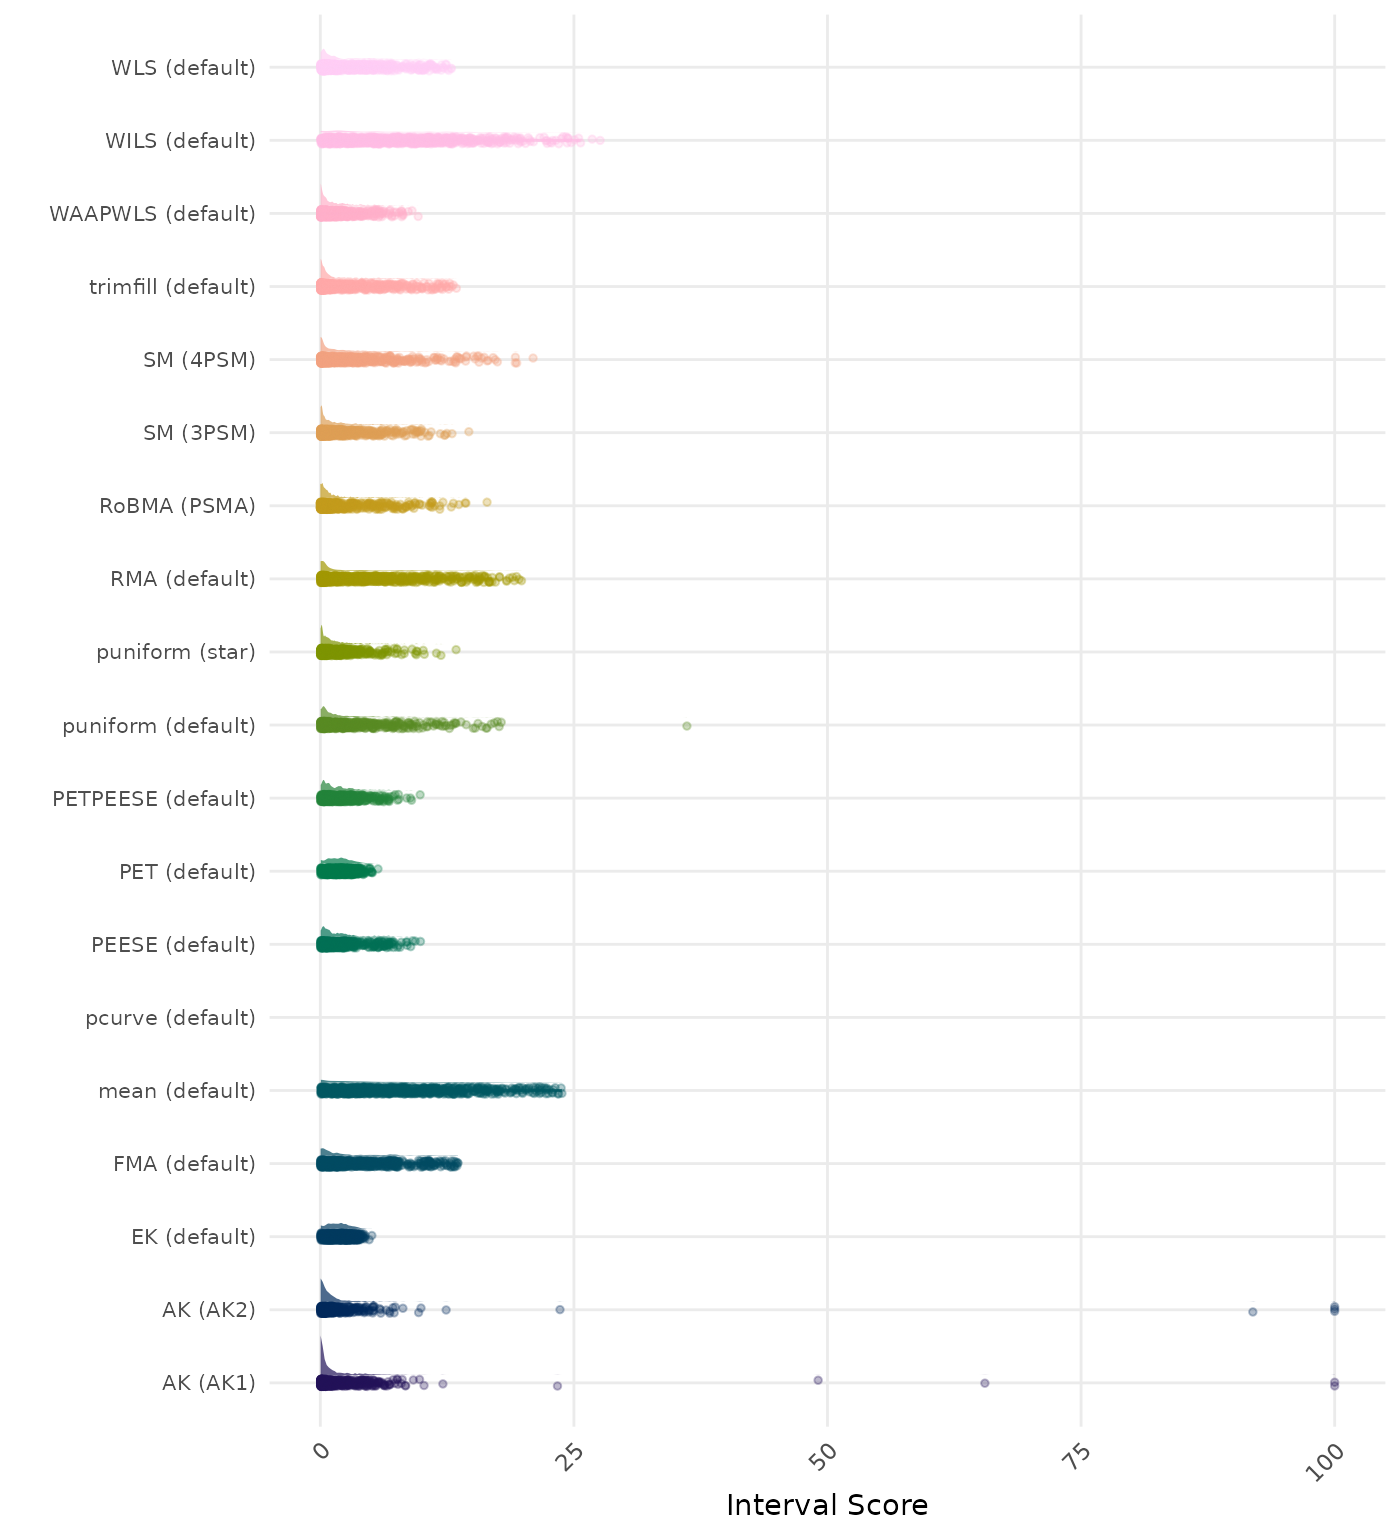 WLS (default)
WILS (default)
WAAPWLS (default)
trimfill (default)
SM (4PSM)
SM (3PSM)
RoBMA (PSMA)
RMA (default)
puniform (star)
puniform (default)
PETPEESE (default)
PET (default)
PEESE (default)
pcurve (default)
mean (default)
FMA (default)
EK (default)
AK (AK2)
AK (AK1)
0 25 50 75 100
Interval Score